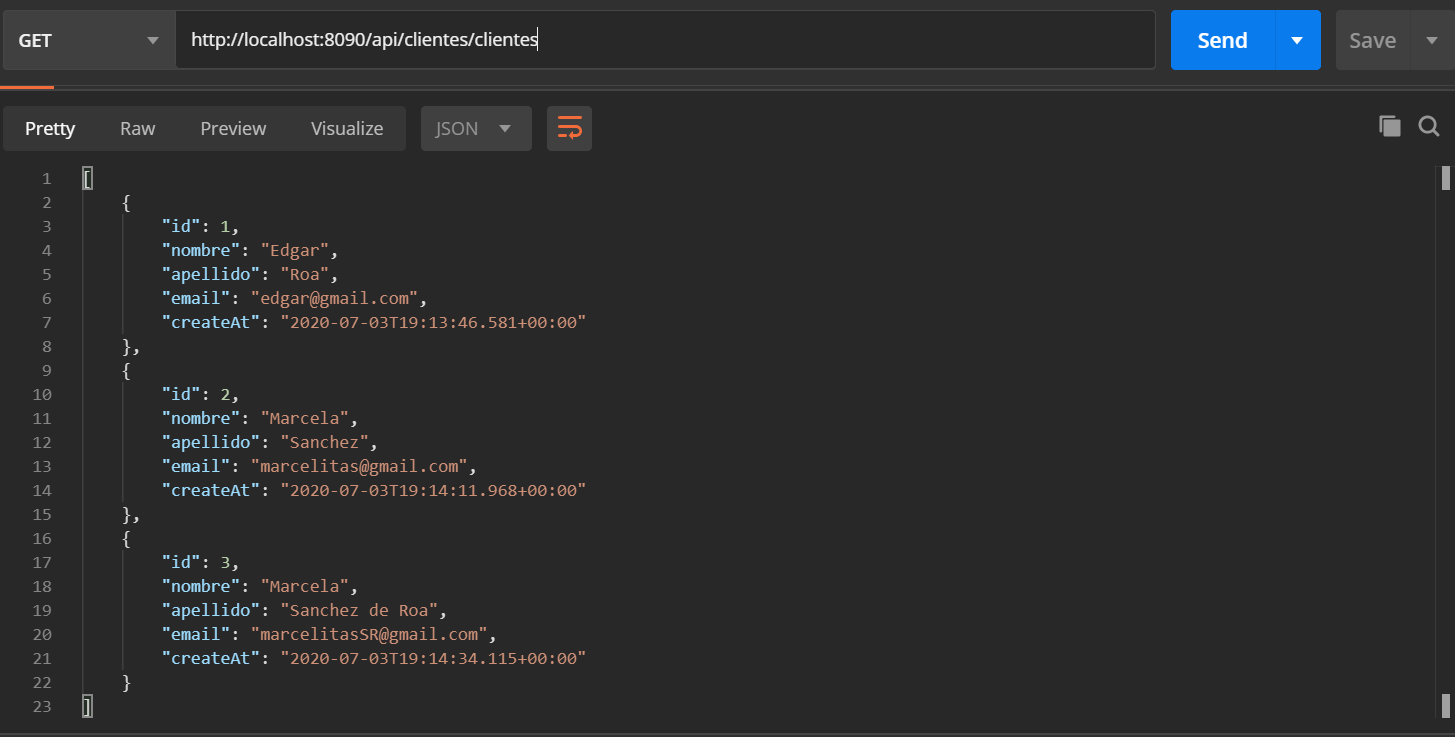 GET http://localhost:8090/api/clientes/clientes Send Save
Pretty Raw Preview Visualize JSON
1 [
2 {
3 "id": 1,
4 "nombre": "Edgar",
5 "apellido": "Roa",
6 "email": "edgar@gmail.com",
7 "createAt": "2020-07-03T19:13:46.581+00:00"
8 },
9 {
10 "id": 2,
11 "nombre": "Marcela",
12 "apellido": "Sanchez",
13 "email": "marcelitas@gmail.com",
14 "createAt": "2020-07-03T19:14:11.968+00:00"
15 },
16 {
17 "id": 3,
18 "nombre": "Marcela",
19 "apellido": "Sanchez de Roa",
20 "email": "marcelitasSR@gmail.com",
21 "createAt": "2020-07-03T19:14:34.115+00:00"
22 }
23 ]